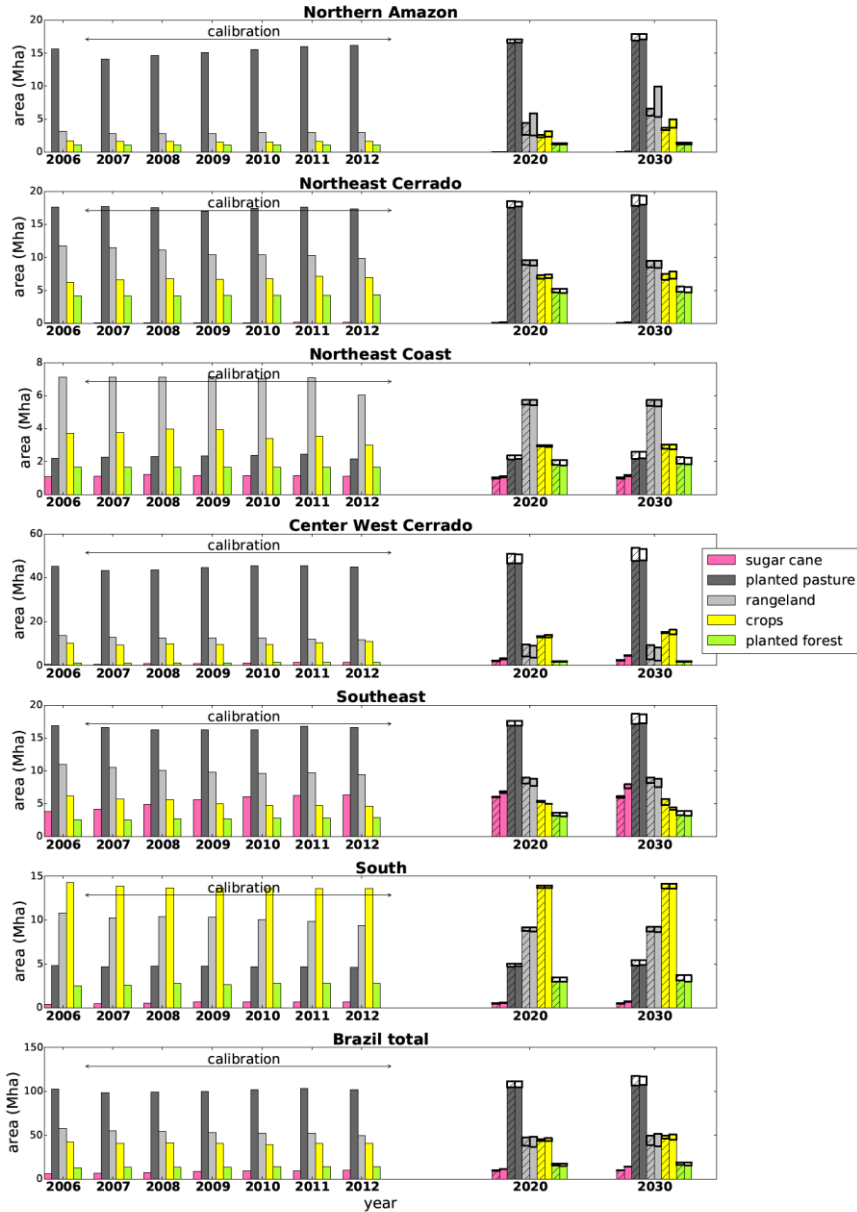 Northern Amazon
20
15
10
5
0
area (Mha)
calibration
2006 2007 2008 2009 2010 2011 2012 2020 2030
Northeast Cerrado
20
15
10
5
0
area (Mha)
calibration
2006 2007 2008 2009 2010 2011 2012 2020 2030
Northeast Coast
8
6
4
2
0
area (Mha)
calibration
2006 2007 2008 2009 2010 2011 2012 2020 2030
Center West Cerrado
60
40
20
0
area (Mha)
calibration
2006 2007 2008 2009 2010 2011 2012 2020 2030
sugar cane
planted pasture
rangeland
crops
planted forest
Southeast
20
15
10
5
0
area (Mha)
calibration
2006 2007 2008 2009 2010 2011 2012 2020 2030
South
15
10
5
0
area (Mha)
calibration
2006 2007 2008 2009 2010 2011 2012 2020 2030
Brazil total
150
100
50
0
area (Mha)
calibration
2006 2007 2008 2009 2010 2011 2012 2020 2030
year